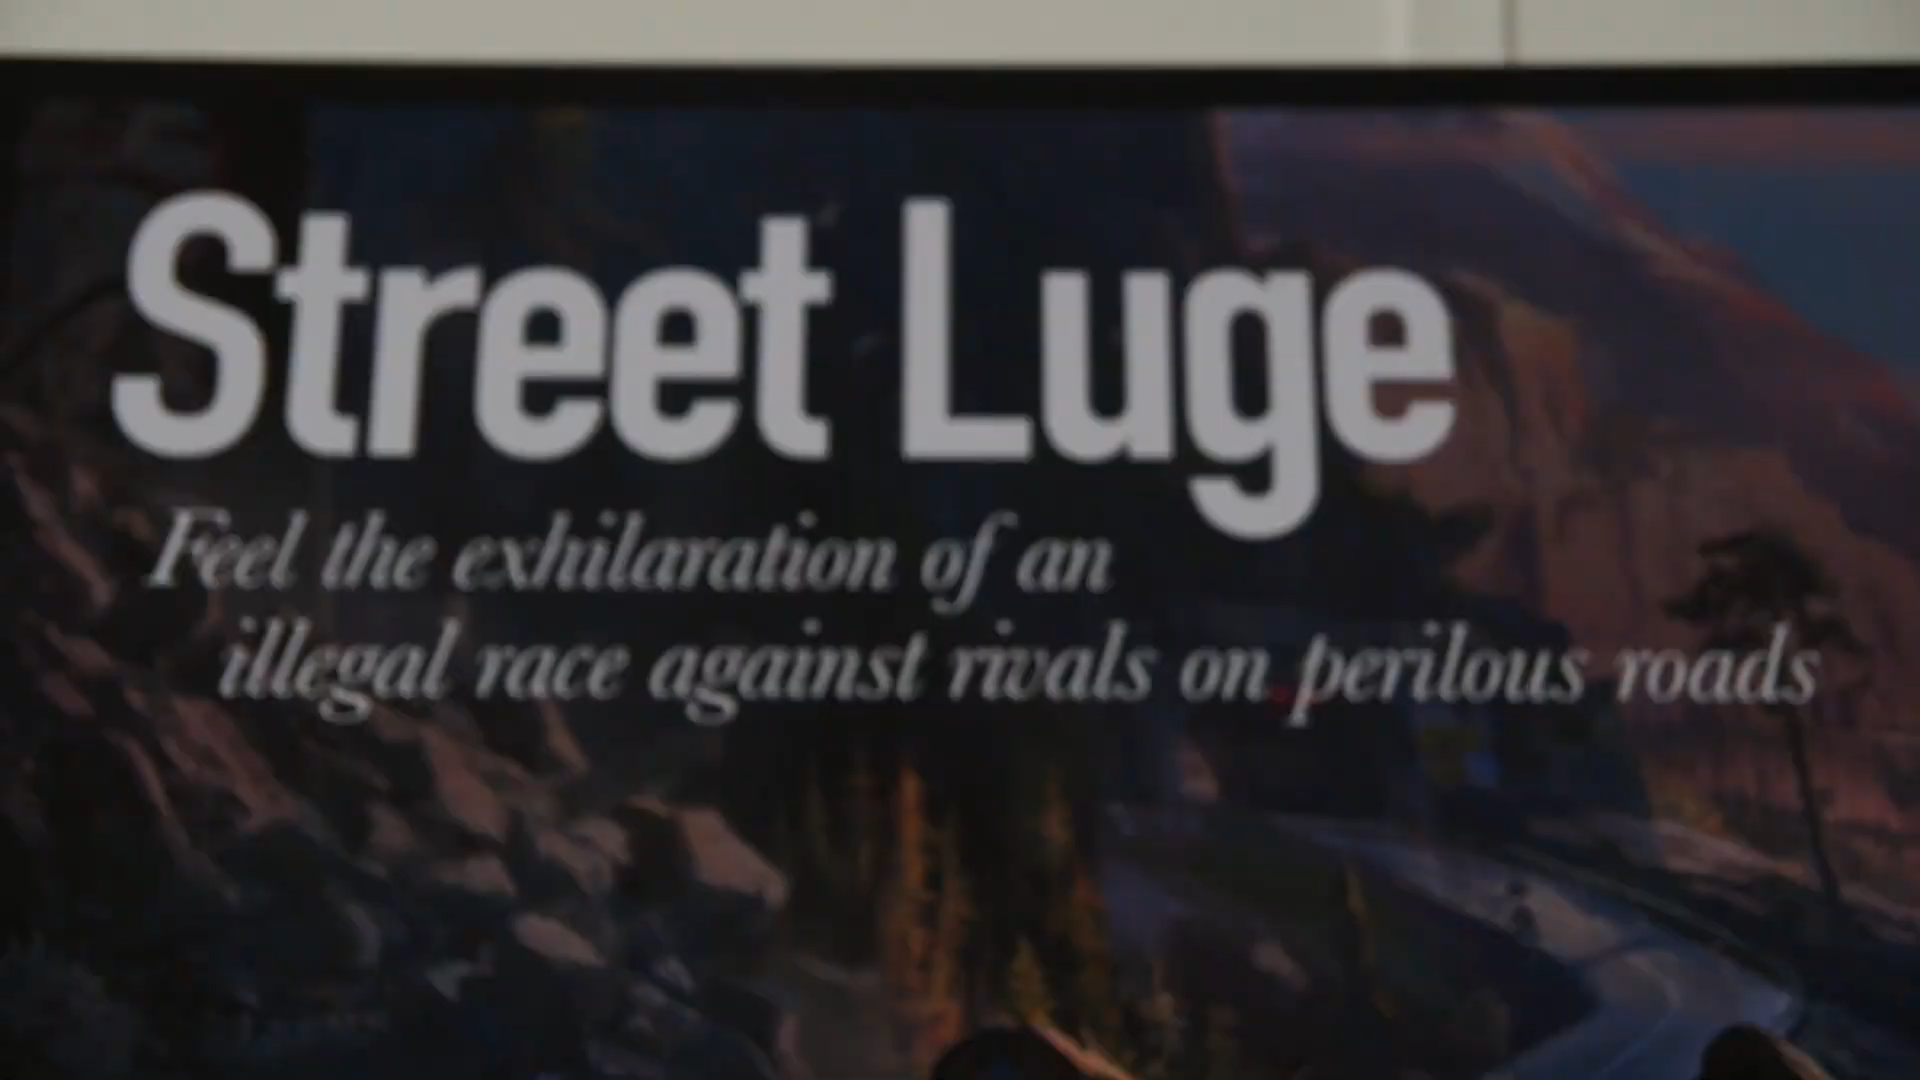 Street Luge
Feel the exhilaration of an
illegal race against rivals on perilous roads